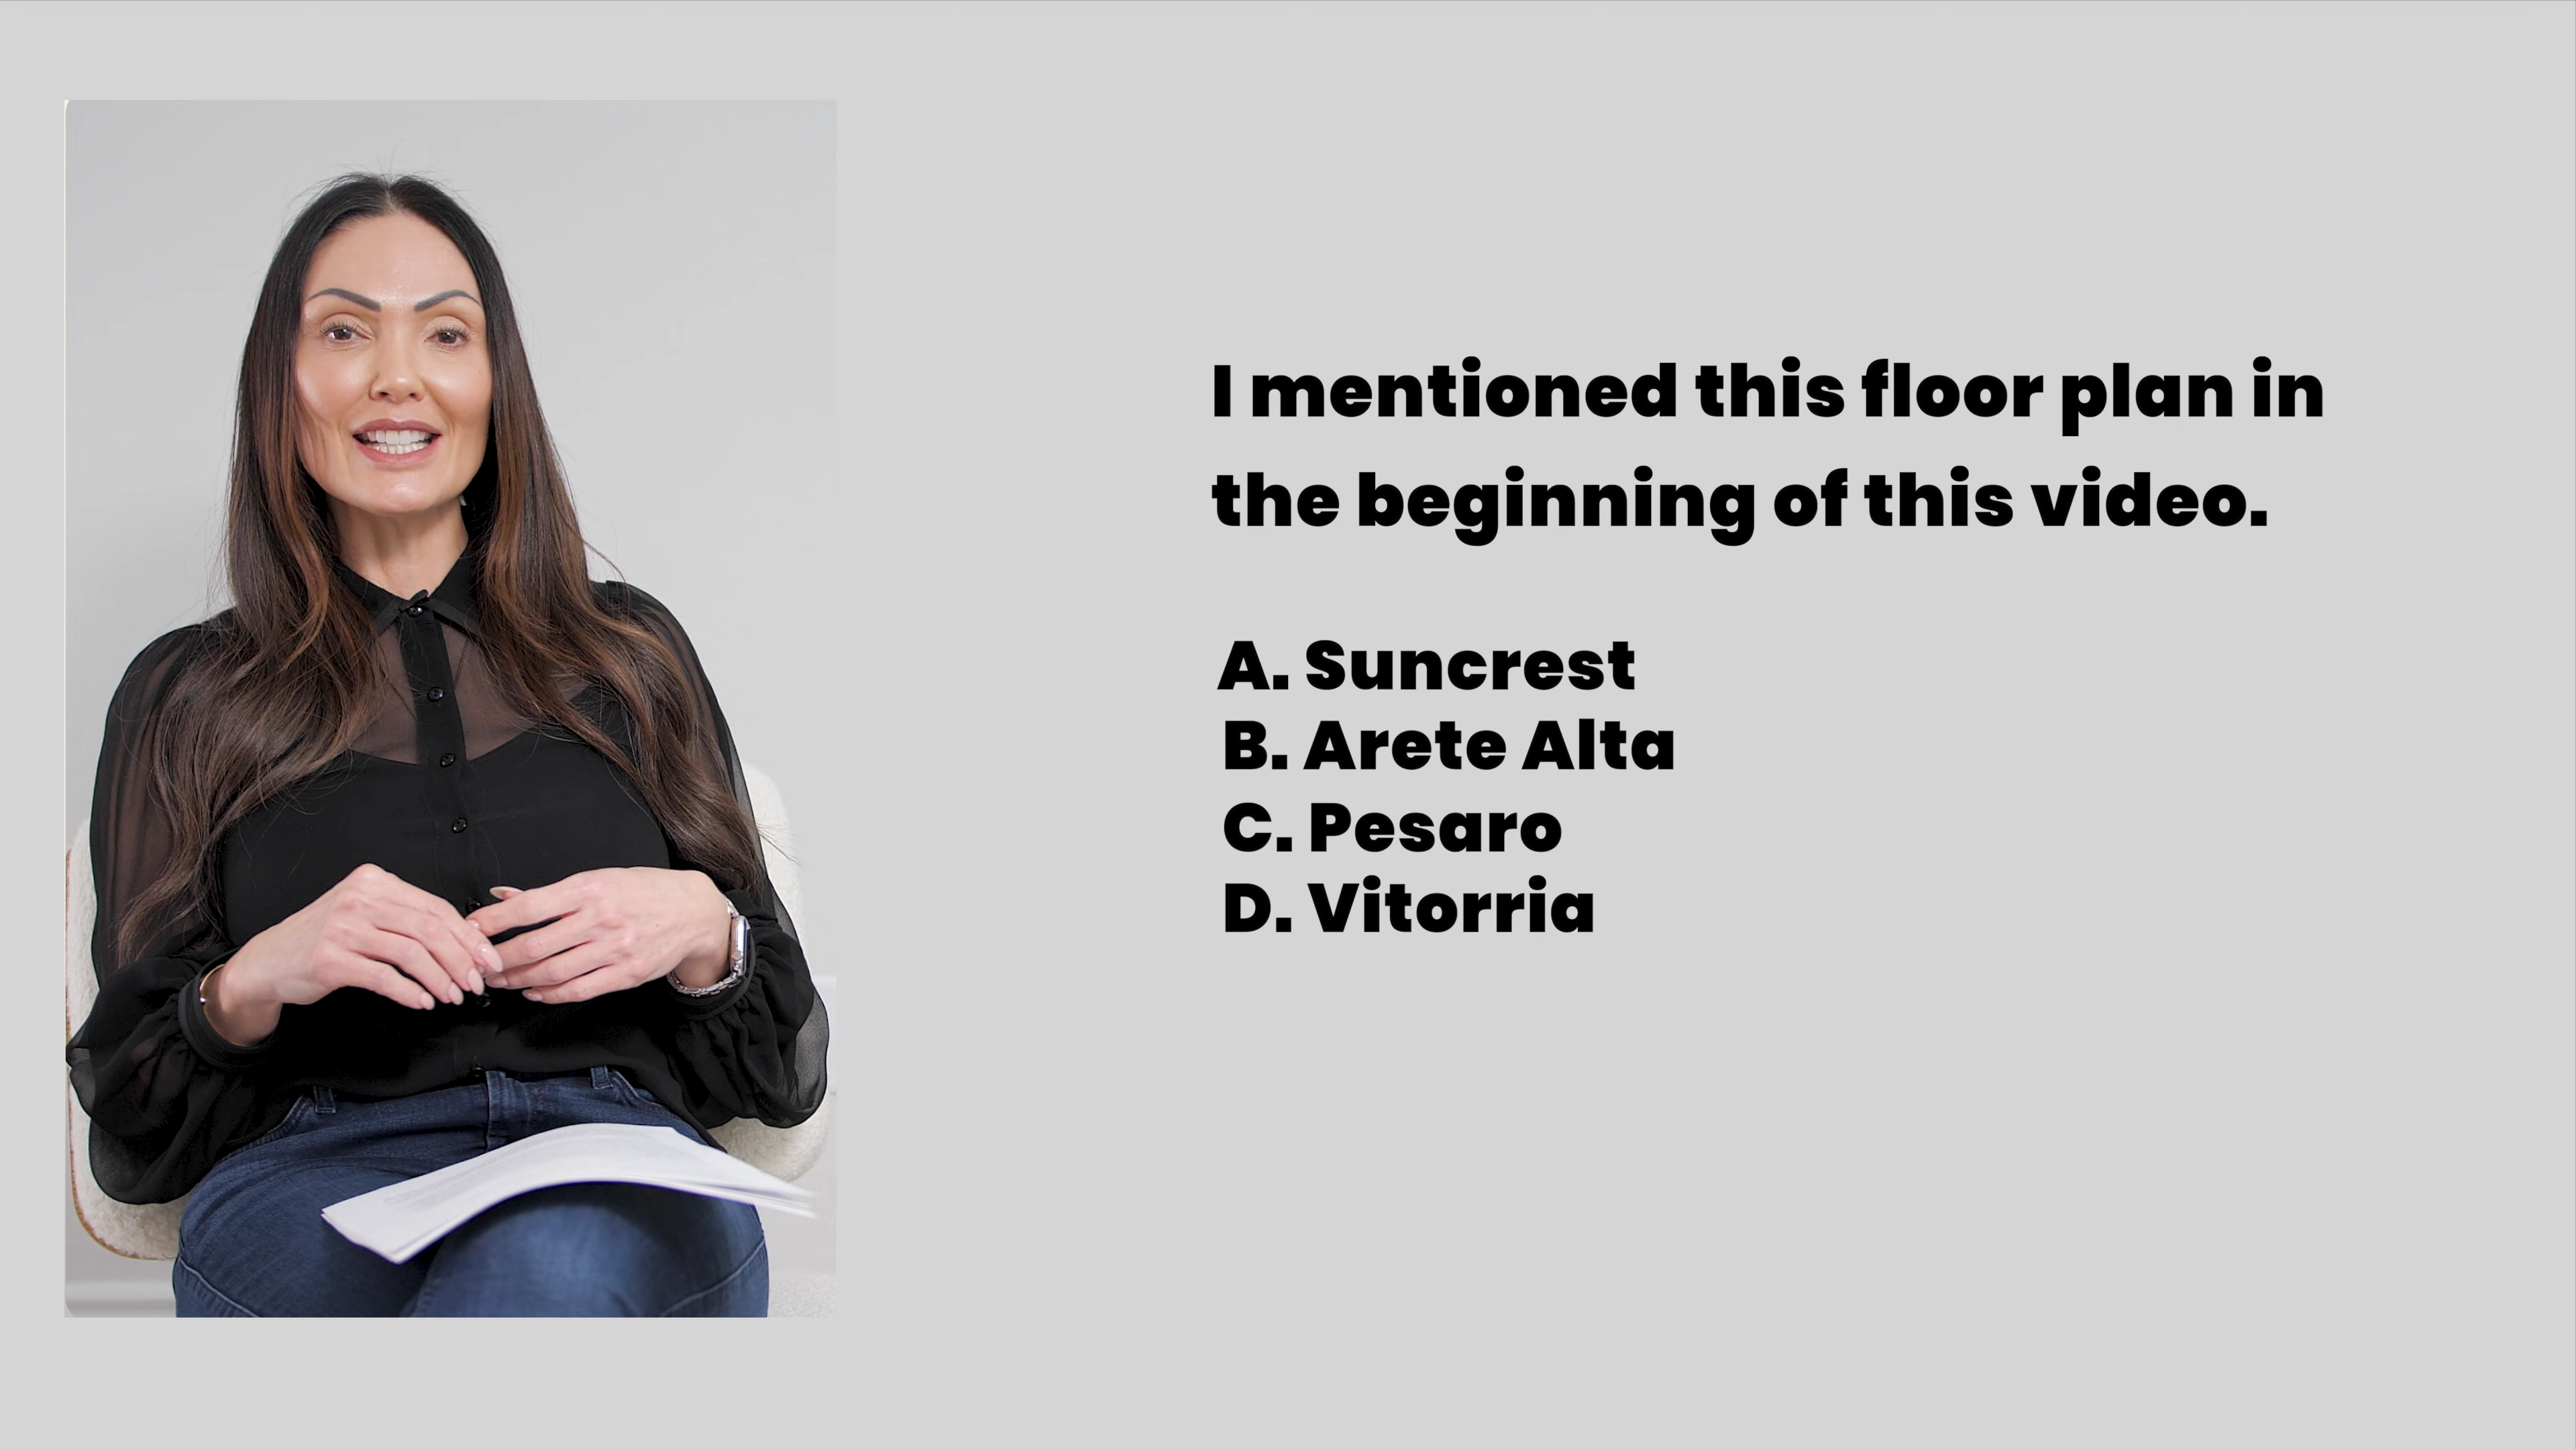 I mentioned this floor plan in
the beginning of this video.
A. Suncrest
B. Arete Alta
C. Pesaro
D. Vitorria